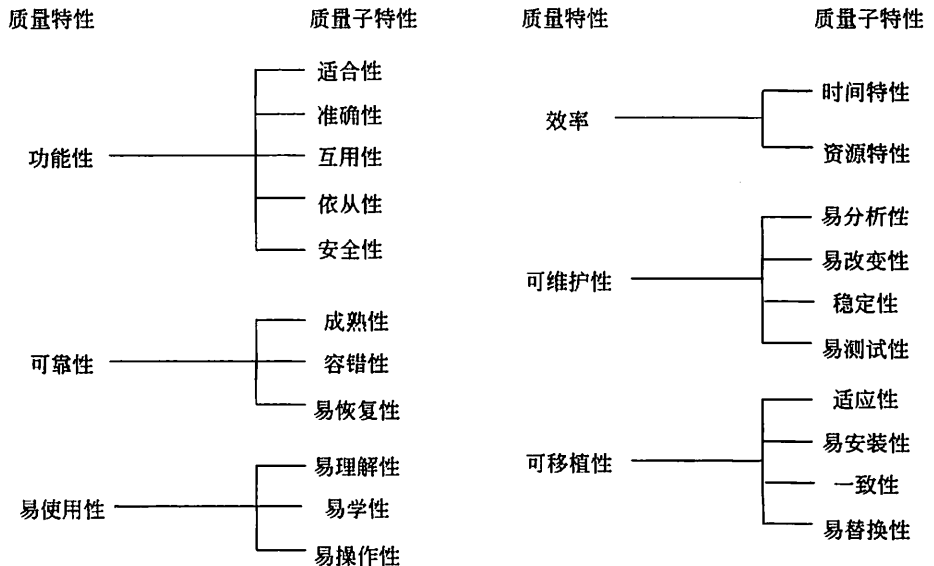 质量特性
质量子特性
功能性
适合性
准确性
互用性
依从性
安全性
可靠性
成熟性
容错性
易恢复性
易使用性
易理解性
易学性
易操作性
质量特性
质量子特性
效率
时间特性
资源特性
可维护性
易分析性
易改变性
稳定性
易测试性
可移植性
适应性
易安装性
一致性
易替换性